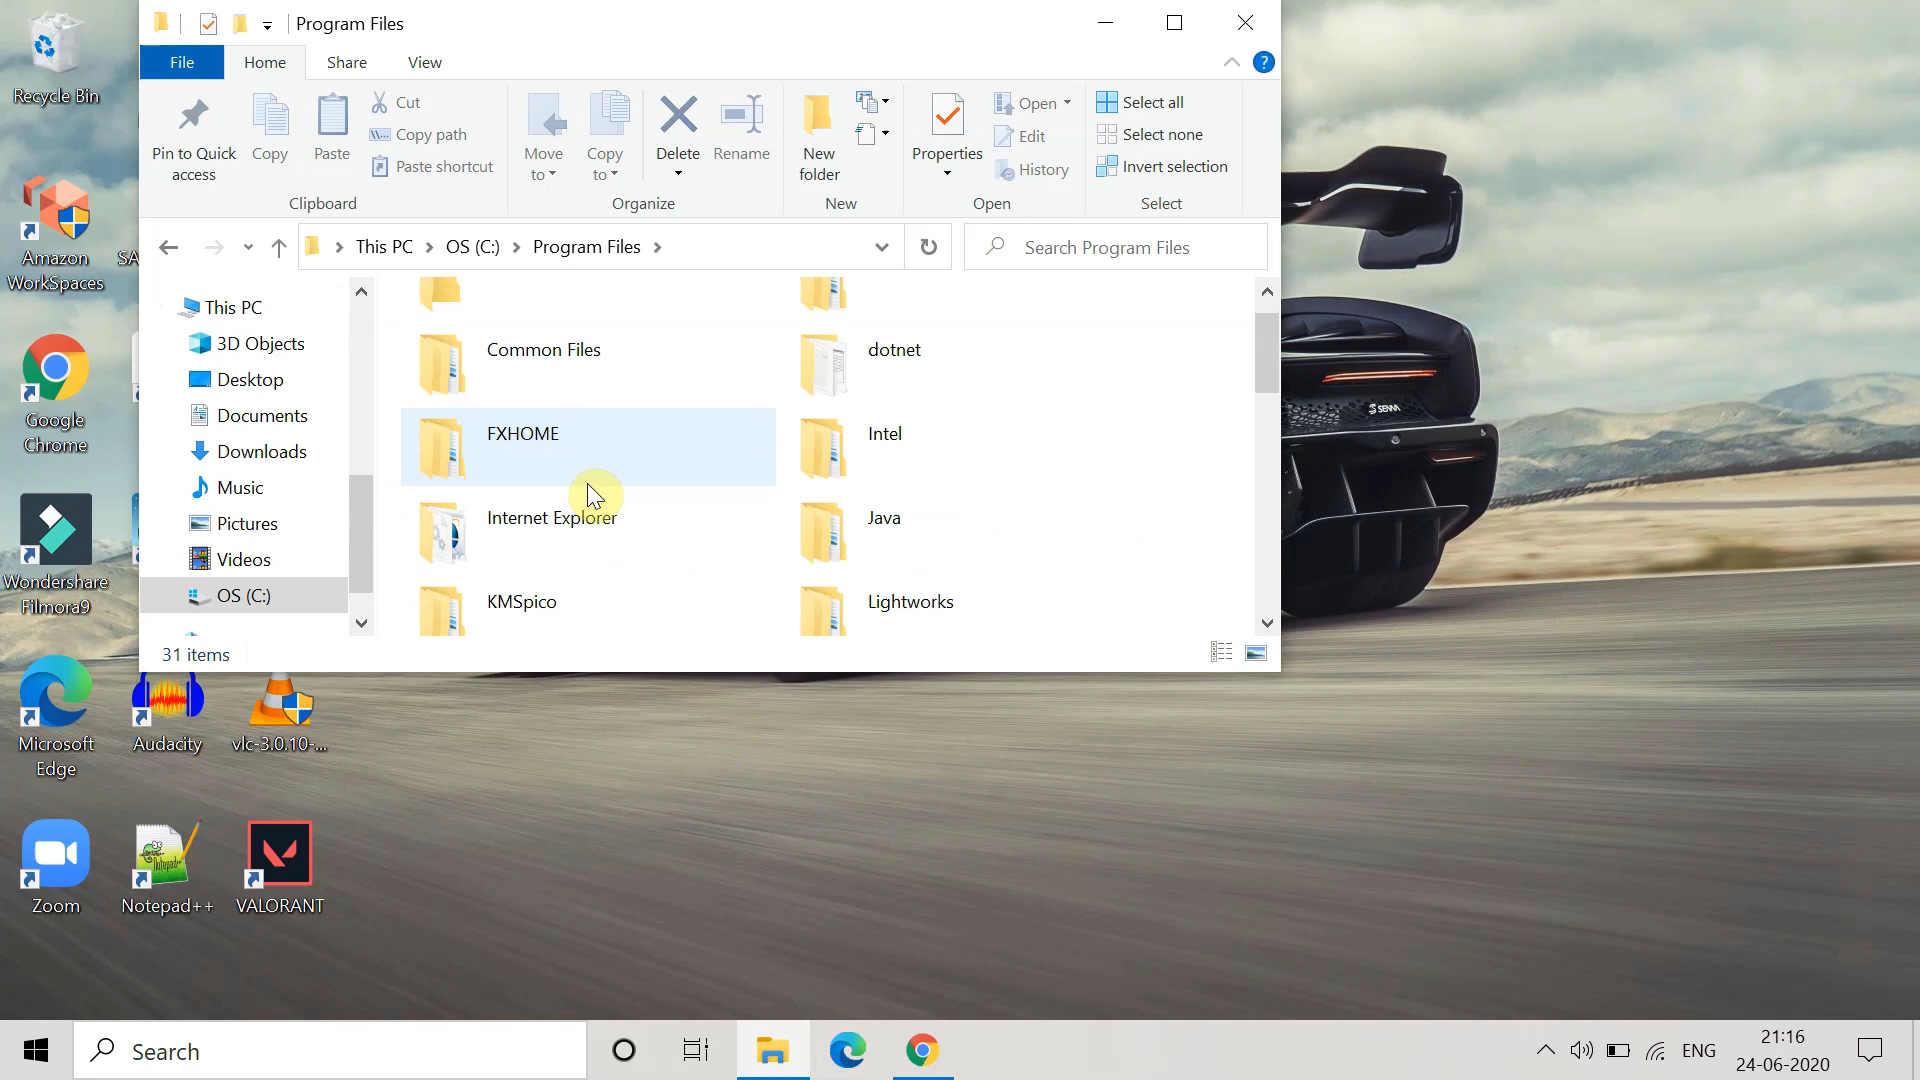 Program Files
File
Home
Share
View
?
Pin to Quick access
Copy
Paste
Cut
Copy path
Paste shortcut
Clipboard
Move to
Copy to
Delete
Rename
Organize
New folder
New
Properties
Open
Edit
History
Open
Select all
Select none
Invert selection
Select
This PC
OS (C:)
Program Files
Search Program Files
This PC
3D Objects
Desktop
Documents
Downloads
Music
Pictures
Videos
OS (C:)
Common Files
dotnet
FXHOME
Intel
Internet Explorer
Java
KMSpico
Lightworks
31 items
Recycle Bin
Amazon WorkSpaces
SA
Google Chrome
Wondershare Filmora9
Microsoft Edge
Audacity
vlc-3.0.10-...
Zoom
Notepad++
VALORANT
SENNA
Search
ENG
21:16
24-06-2020